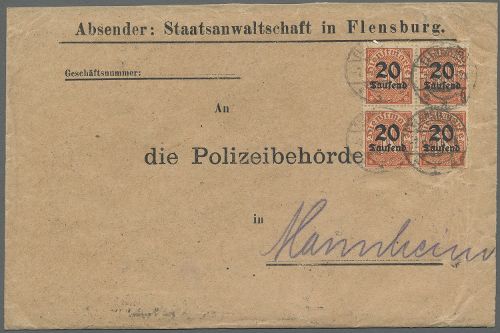 Absender: Staatsanwaltschaft in Flensburg.
Geschäftsnummer:
20 Tausend
20 Tausend
20 Tausend
20 Tausend
An
die Polizeibehörde
in
Mannheim